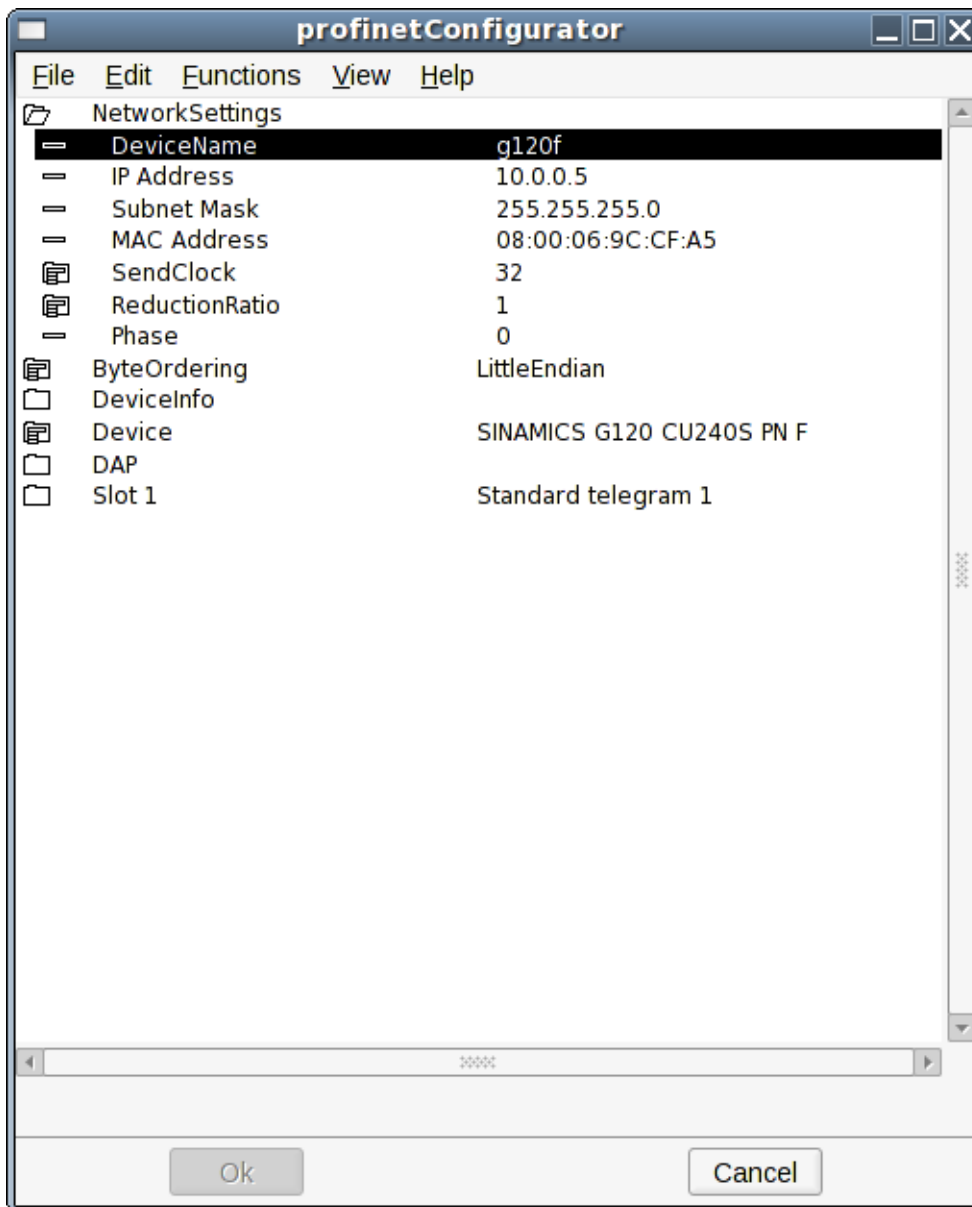 profinetConfigurator
File Edit Functions View Help
NetworkSettings
DeviceName g120f
IP Address 10.0.0.5
Subnet Mask 255.255.255.0
MAC Address 08:00:06:9C:CF:A5
SendClock 32
ReductionRatio 1
Phase 0
ByteOrdering LittleEndian
DeviceInfo
Device SINAMICS G120 CU240S PN F
DAP
Slot 1 Standard telegram 1
Ok Cancel